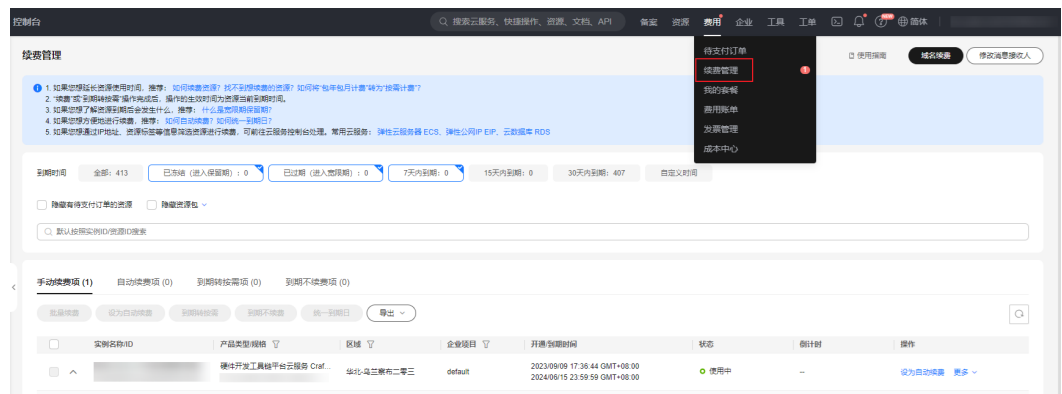 控制台
搜索云服务、快捷操作、资源、文档、API
备案 资源 费用 企业 工具 工单 简体
待支付订单
续费管理 1
我的套餐
费用账单
发票管理
成本中心
续费管理
使用指南 域名续费 修改消息接收人
1. 如果您想延长资源使用时间，推荐： 如何续费资源？找不到想续费的资源？如何将“包年包月计费”转为“按需计费”？
2. “续费”或“到期转按需”操作完成后，操作的生效时间为资源当前到期时间。
3. 如果您想了解资源到期后会发生什么，推荐： 什么是宽限期保留期？
4. 如果您想方便地进行续费，推荐： 如何自动续费？如何统一到期日？
5. 如果您想通过IP地址、资源标签等信息筛选资源进行续费，可前往云服务控制台处理。常用云服务： 弹性云服务器 ECS、弹性公网IP EIP、云数据库 RDS
到期时间 全部：413 已冻结（进入保留期）：0 已过期（进入宽限期）：0 7天内到期：0 15天内到期：0 30天内到期：407 自定义时间
隐藏有待支付订单的资源 隐藏资源包
默认按照实例ID/资源ID搜索
手动续费项 (1) 自动续费项 (0) 到期转按需项 (0) 到期不续费项 (0)
批量续费 设为自动续费 到期转按需 到期不续费 统一到期日 导出
实例名称/ID 产品类型/规格 区域 企业项目 开通/到期时间 状态 倒计时 操作
硬件开发工具链平台云服务 Craf... 华北-乌兰察布二零三 default 2023/09/09 17:36:44 GMT+08:00 使用中 -- 设为自动续费 更多
2024/06/15 23:59:59 GMT+08:00